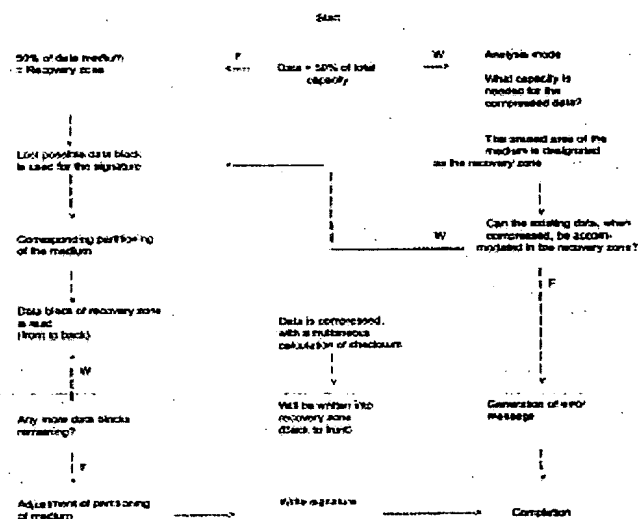 Start
50% of data medium
= Recovery zone
F
Data > 50% of total
capacity
W
Analysis mode
What capacity is
needed for the
compressed data?
Last possible data block
is used for the signature
The unused area of the
medium is designated
as the recovery zone
Corresponding partitioning
of the medium
W
Can the existing data, when
compressed, be accom-
modated in the recovery zone?
F
Data block of recovery zone
is read
(front to back)
Data is compressed,
with simultaneous
calculation of checksum
W
Any more data blocks
remaining?
Will be written into
recovery zone
(Back to front)
Generation of error
message
F
Adjustment of partitioning
of medium
Write signature
Completion